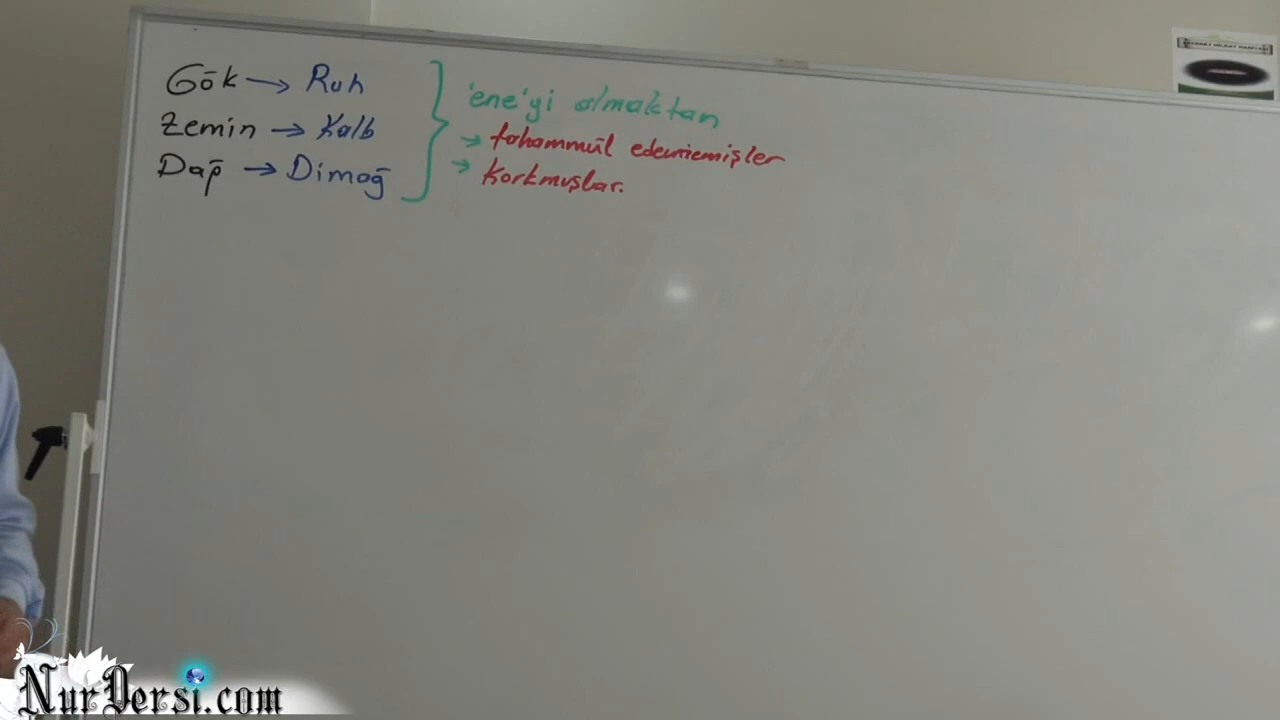 Gök → Ruh
Zemin → Kalb
Dağ → Dimağ
'ene'yi almaktan
→ tahammül edememişler
→ Korkmuşlar.
NurDersi.com